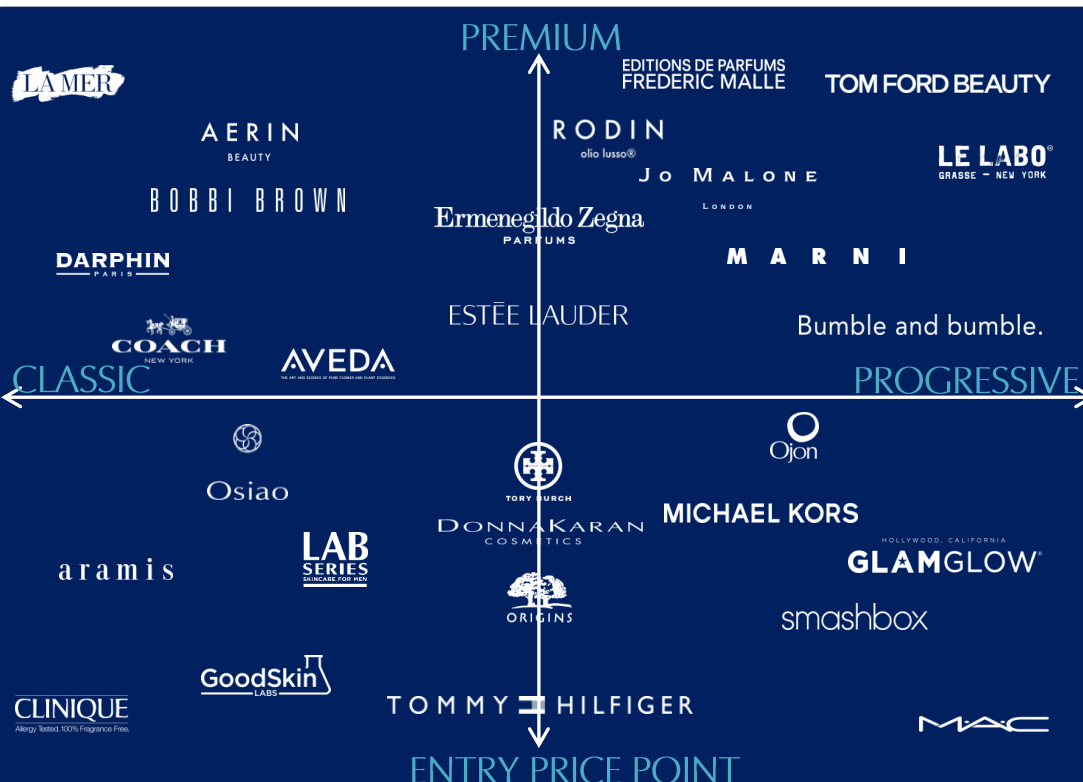 PREMIUM
LA MER
EDITIONS DE PARFUMS
FREDERIC MALLE
TOM FORD BEAUTY
AERIN
BEAUTY
RODIN
olio lusso®
LE LABO®
GRASSE – NEW YORK
JO MALONE
LONDON
BOBBI BROWN
Ermenegildo Zegna
PARFUMS
DARPHIN
PARIS
MARNI
ESTĒE LAUDER
Bumble and bumble.
COACH
NEW YORK
AVEDA
THE ART AND SCIENCE OF PURE FLOWER AND PLANT ESSENCES
CLASSIC
PROGRESSIVE
Ojon
Osiao
TORY BURCH
MICHAEL KORS
DONNAKARAN
COSMETICS
LAB
SERIES
SKINCARE FOR MEN
HOLLYWOOD, CALIFORNIA
GLAMGLOW®
aramis
ORIGINS
smashbox
GoodSkin
LABS
CLINIQUE
Allergy Tested. 100% Fragrance Free.
TOMMY HILFIGER
M·A·C
ENTRY PRICE POINT